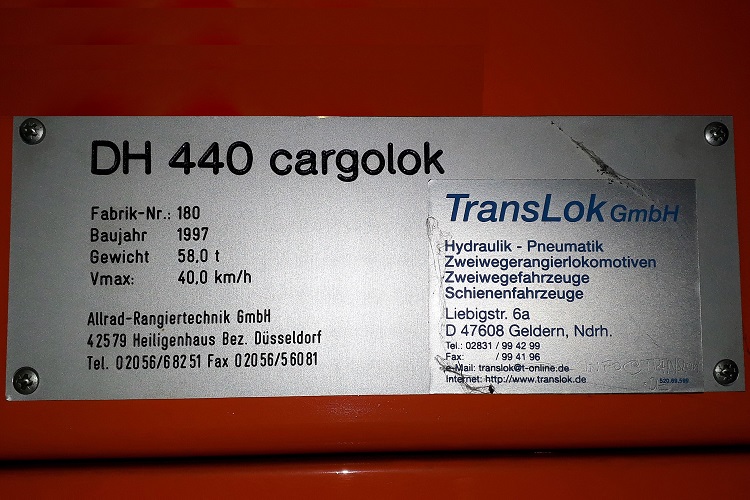 DH 440 cargolok
Fabrik-Nr.: 180
Baujahr 1997
Gewicht 58,0 t
Vmax: 40,0 km/h
Allrad-Rangiertechnik GmbH
42579 Heiligenhaus Bez. Düsseldorf
Tel. 02056/68251 Fax 02056/56081
TransLok GmbH
Hydraulik - Pneumatik
Zweiwegerangierlokomotiven
Zweiwegefahrzeuge
Schienenfahrzeuge
Liebigstr. 6a
D 47608 Geldern, Ndrh.
Tel.: 02831 / 99 42 99
Fax: / 99 41 96
e-Mail: translok@t-online.de
Internet: http://www.translok.de
520.69.599